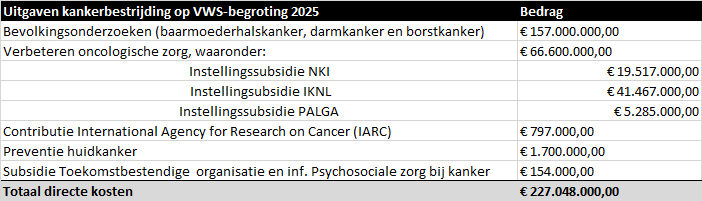 Uitgaven kankerbestrijding op VWS-begroting 2025 Bedrag
Bevolkingsonderzoeken (baarmoederhalskanker, darmkanker en borstkanker) € 157.000.000,00
Verbeteren oncologische zorg, waaronder: € 66.600.000,00
Instellingssubsidie NKI € 19.517.000,00
Instellingssubsidie IKNL € 41.467.000,00
Instellingssubsidie PALGA € 5.285.000,00
Contributie International Agency for Research on Cancer (IARC) € 797.000,00
Preventie huidkanker € 1.700.000,00
Subsidie Toekomstbestendige organisatie en inf. Psychosociale zorg bij kanker € 154.000,00
Totaal directe kosten € 227.048.000,00